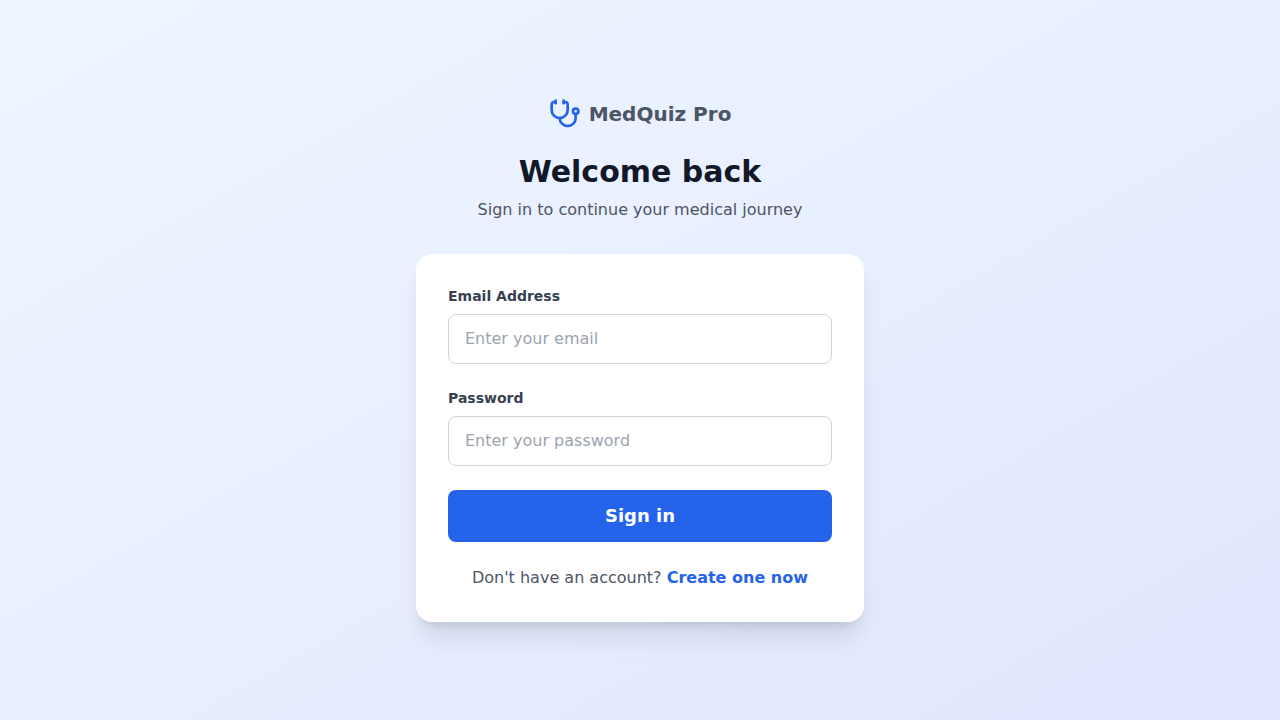 MedQuiz Pro
Welcome back
Sign in to continue your medical journey
Email Address
Enter your email
Password
Enter your password
Sign in
Don't have an account? Create one now